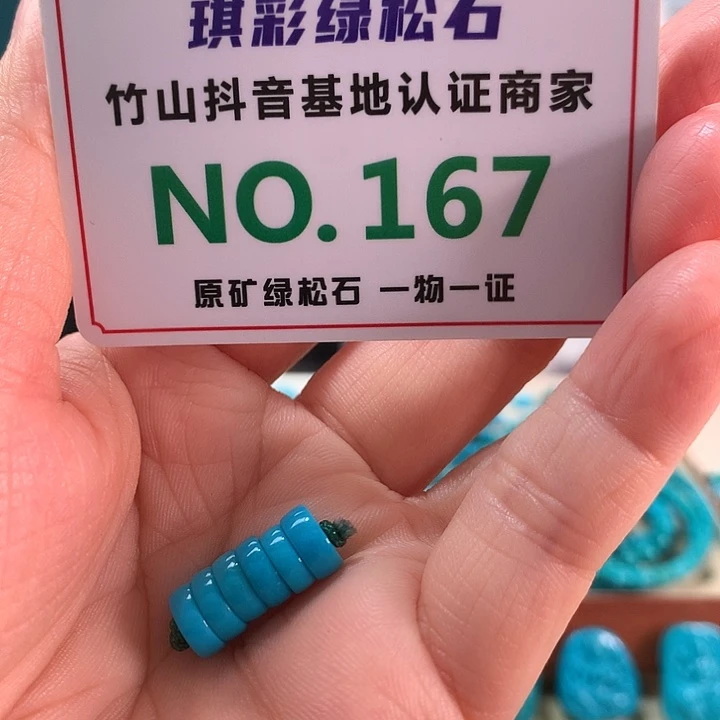 琪彩绿松石
竹山抖音基地认证商家
NO.167
原矿绿松石 一物一证